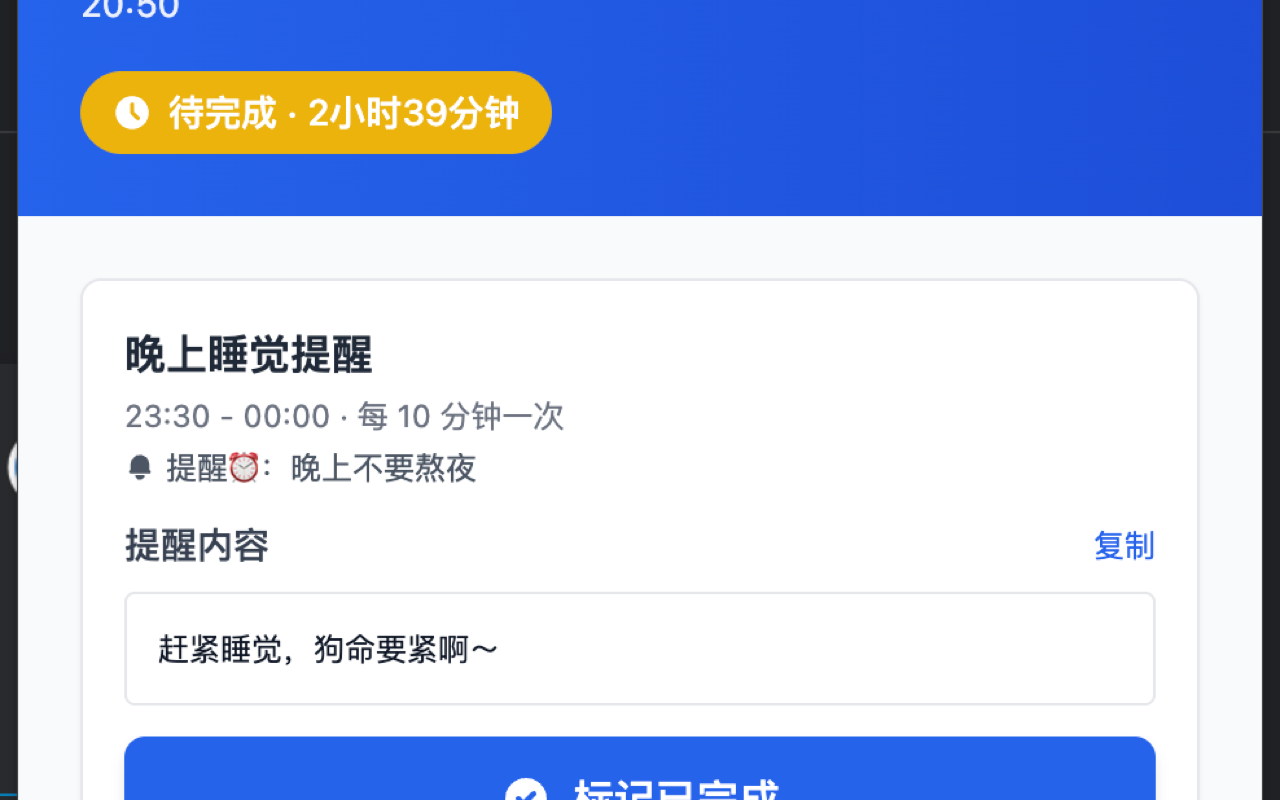 20:50
待完成 · 2小时39分钟
晚上睡觉提醒
23:30 - 00:00 · 每 10 分钟一次
提醒⏰：晚上不要熬夜
提醒内容
复制
赶紧睡觉，狗命要紧啊～
标记已完成